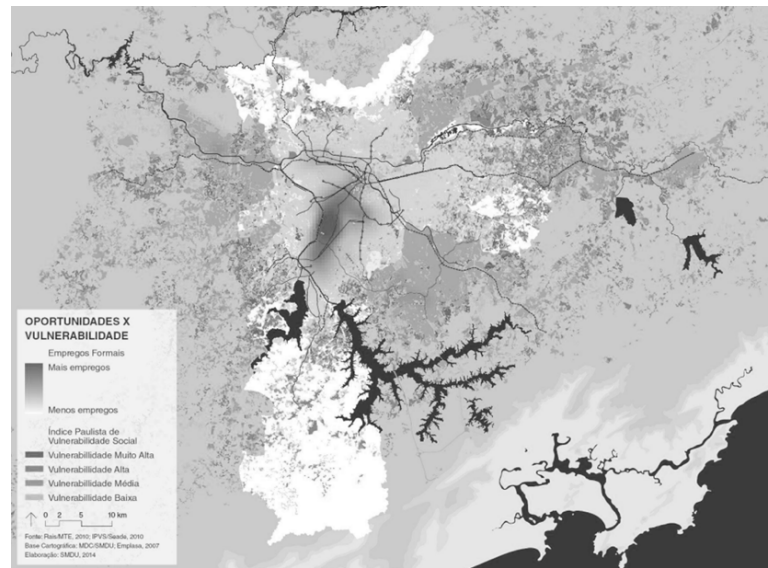 OPORTUNIDADES X
VULNERABILIDADE
Empregos Formais
Mais empregos
Menos empregos
Índice Paulista de
Vulnerabilidade Social
Vulnerabilidade Muito Alta
Vulnerabilidade Alta
Vulnerabilidade Média
Vulnerabilidade Baixa
0 2 5 10 km
Fonte: Rais/MTE, 2010; IPVS/Seade, 2010
Base Cartográfica: MDC/SMDU; Emplasa, 2007
Elaboração: SMDU, 2014